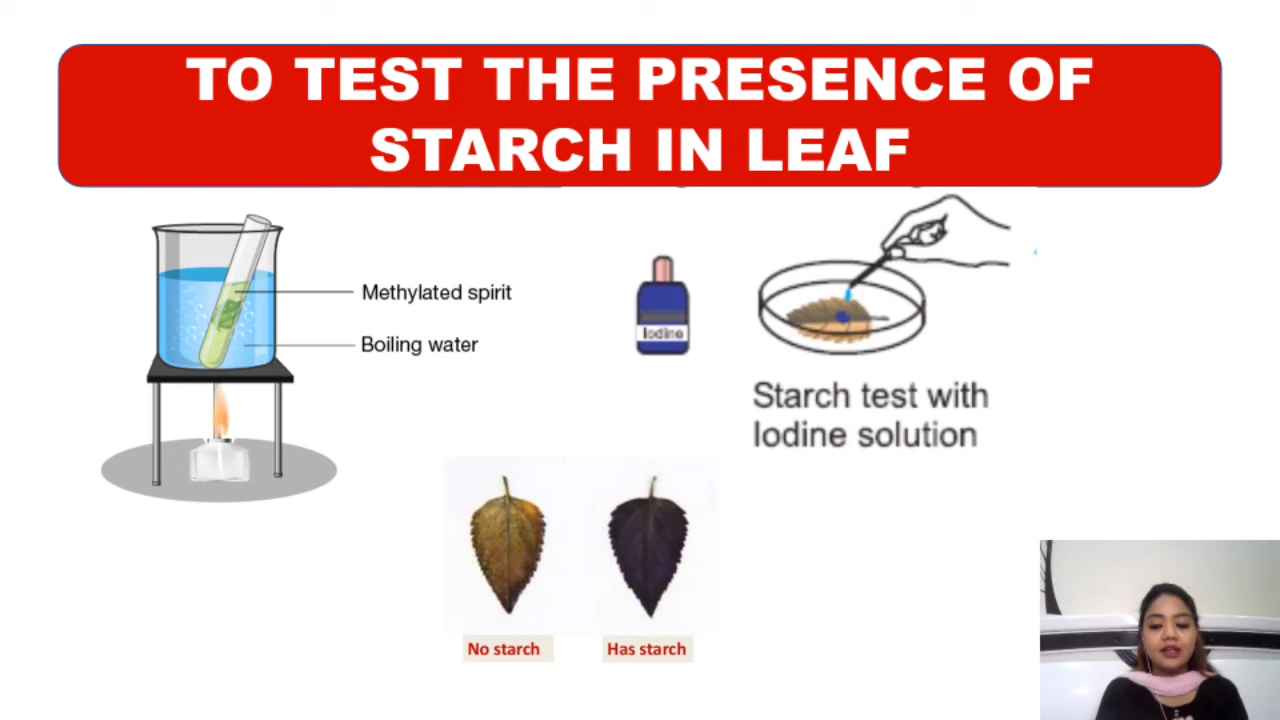 TO TEST THE PRESENCE OF
STARCH IN LEAF
Methylated spirit
Boiling water
Iodine
Starch test with
Iodine solution
No starch
Has starch